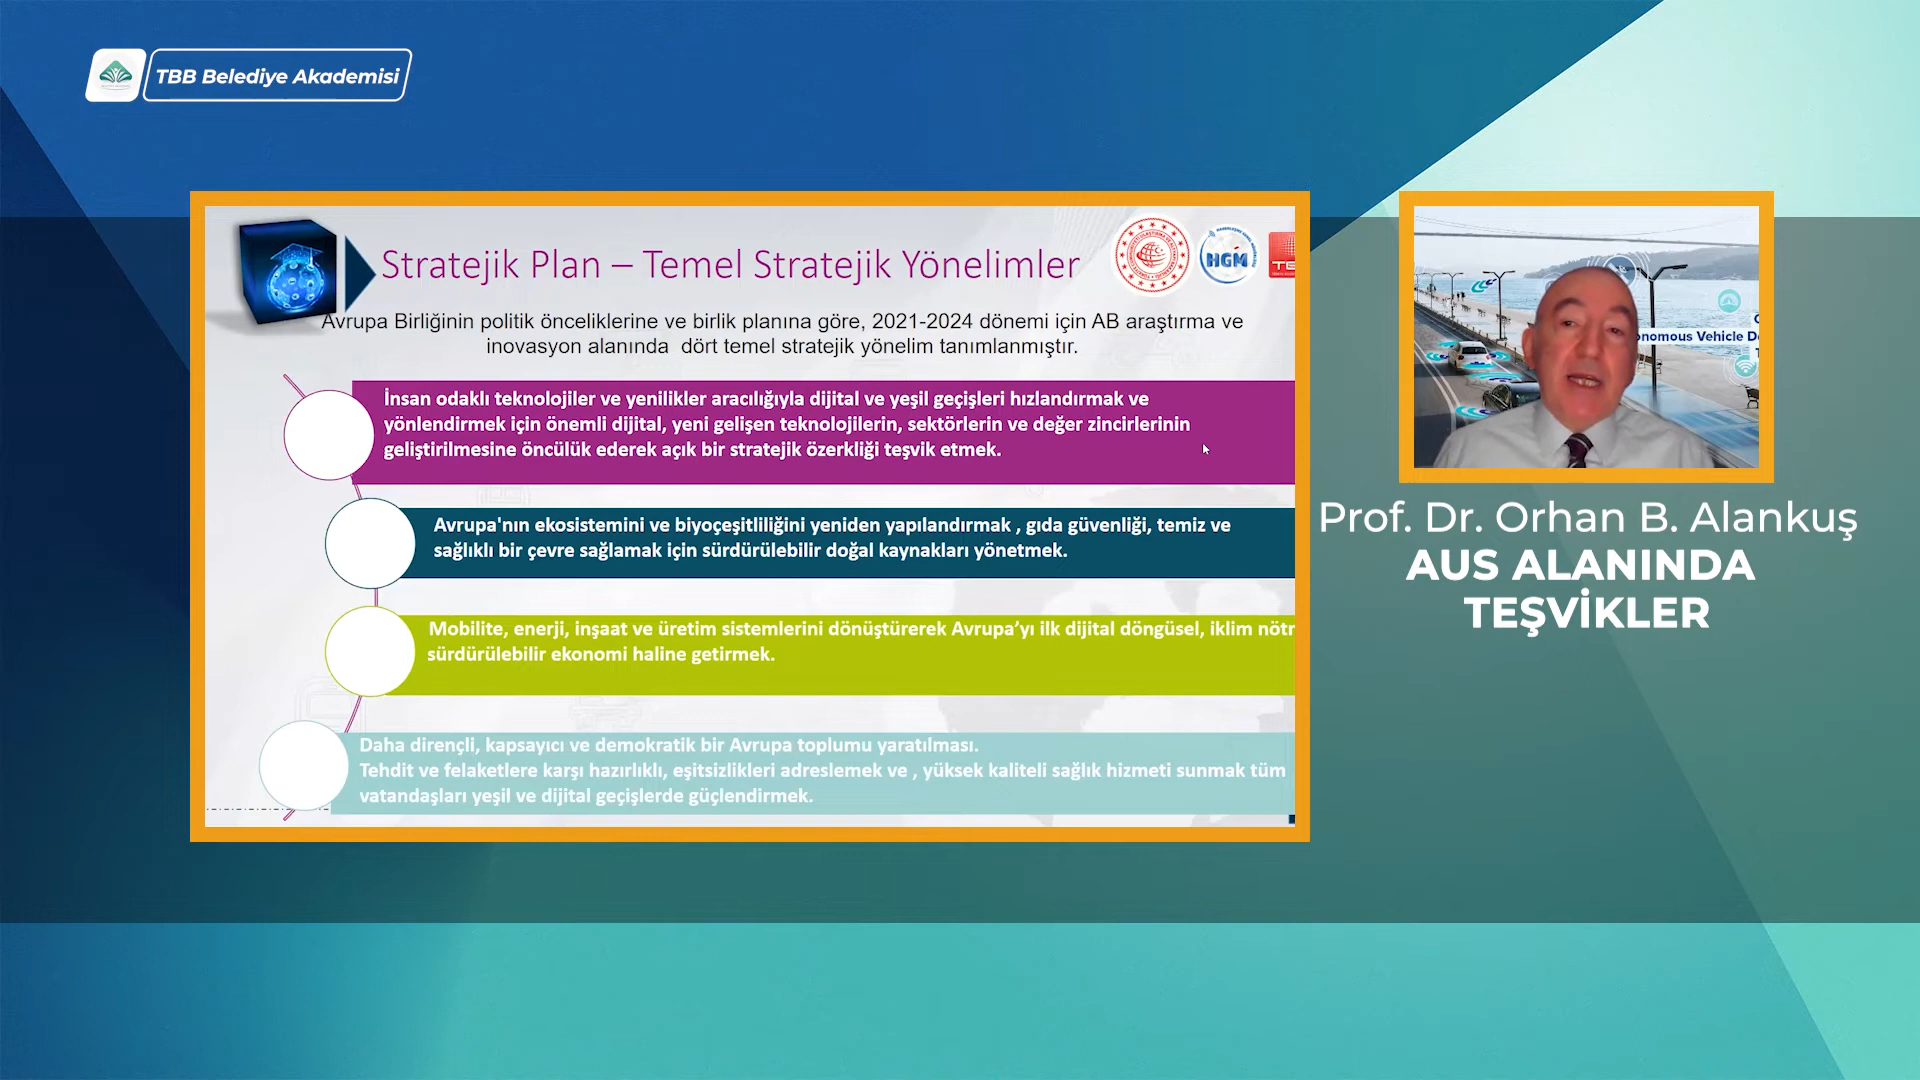 TBB Belediye Akademisi
Stratejik Plan – Temel Stratejik Yönelimler
HGM
Avrupa Birliğinin politik önceliklerine ve birlik planına göre, 2021-2024 dönemi için AB araştırma ve
inovasyon alanında dört temel stratejik yönelim tanımlanmıştır.
İnsan odaklı teknolojiler ve yenilikler aracılığıyla dijital ve yeşil geçişleri hızlandırmak ve
yönlendirmek için önemli dijital, yeni gelişen teknolojilerin, sektörlerin ve değer zincirlerinin
geliştirilmesine öncülük ederek açık bir stratejik özerkliği teşvik etmek.
Avrupa'nın ekosistemini ve biyoçeşitliliğini yeniden yapılandırmak , gıda güvenliği, temiz ve
sağlıklı bir çevre sağlamak için sürdürülebilir doğal kaynakları yönetmek.
Mobilite, enerji, inşaat ve üretim sistemlerini dönüştürerek Avrupa’yı ilk dijital döngüsel, iklim nötr
sürdürülebilir ekonomi haline getirmek.
Daha dirençli, kapsayıcı ve demokratik bir Avrupa toplumu yaratılması.
Tehdit ve felaketlere karşı hazırlıklı, eşitsizlikleri adreslemek ve , yüksek kaliteli sağlık hizmeti sunmak tüm
vatandaşları yeşil ve dijital geçişlerde güçlendirmek.
nomous Vehicle D
Prof. Dr. Orhan B. Alankuş
AUS ALANINDA
TEŞVİKLER